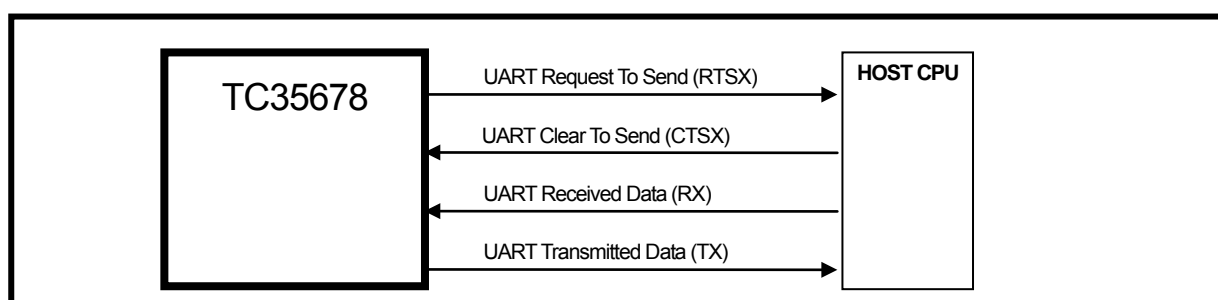 TC35678
UART Request To Send (RTSX)
HOST CPU
UART Clear To Send (CTSX)
UART Received Data (RX)
UART Transmitted Data (TX)